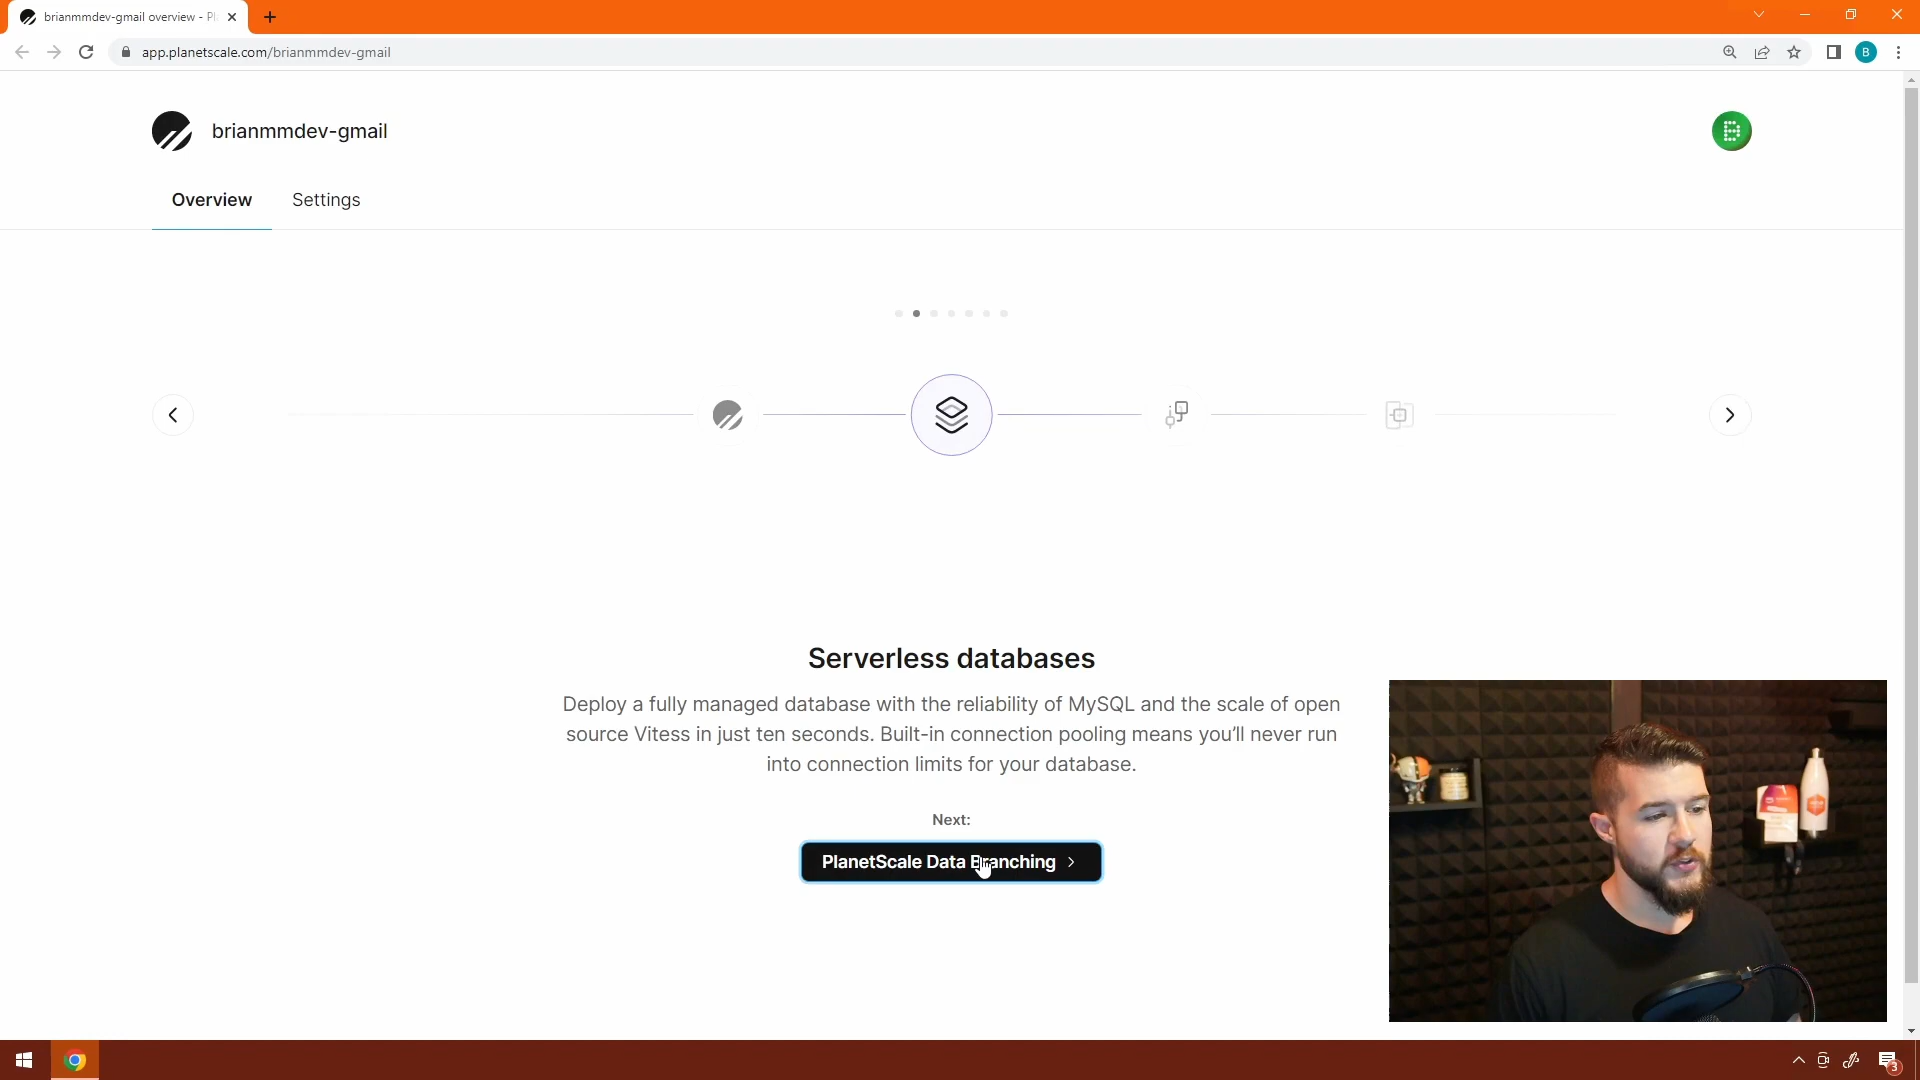 brianmmdev-gmail overview - Pl
app.planetscale.com/brianmmdev-gmail
B
brianmmdev-gmail
B
Overview
Settings
Serverless databases
Deploy a fully managed database with the reliability of MySQL and the scale of open
source Vitess in just ten seconds. Built-in connection pooling means you'll never run
into connection limits for your database.
Next:
PlanetScale Data Branching
3